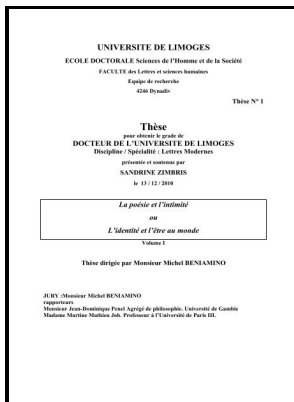 UNIVERSITE DE LIMOGES
ECOLE DOCTORALE Sciences de l'Homme et de la Société
FACULTE des Lettres et sciences humaines
Equipe de recherche
4246 Dynadiv
Thèse N° 1
Thèse
pour obtenir le grade de
DOCTEUR DE L'UNIVERSITE DE LIMOGES
Discipline / Spécialité : Lettres Modernes
présentée et soutenue par
SANDRINE ZIMBRIS
le 13 / 12 / 2010
La poésie et l'intimité
ou
L'identité et l'être au monde
Volume I
Thèse dirigée par Monsieur Michel BENIAMINO
JURY :Monsieur Michel BENIAMINO
rapporteurs
Monsieur Jean-Dominique Penel Agrégé de philosophie. Université de Gambie
Madame Martine Mathieu Job. Professeur à l'Université de Paris III.